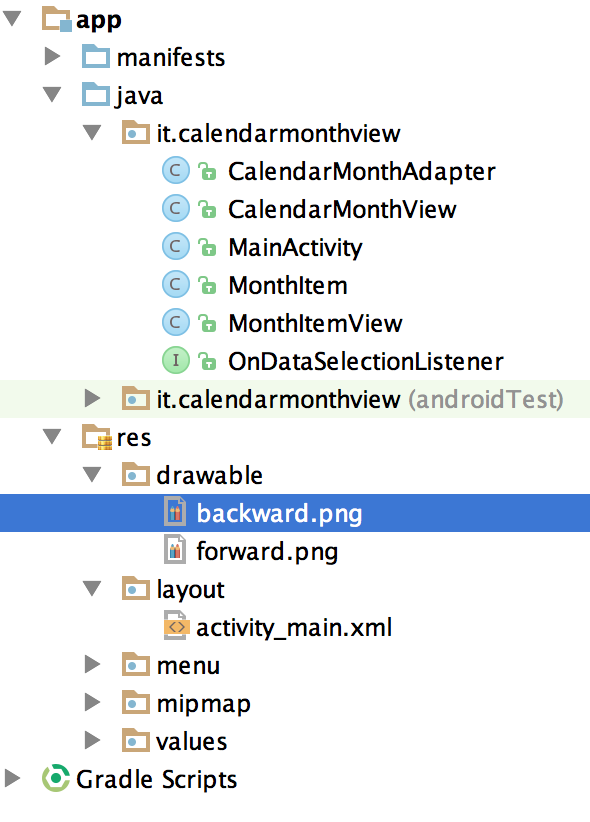 app
manifests
java
it.calendarmonthview
CalendarMonthAdapter
CalendarMonthView
MainActivity
MonthItem
MonthItemView
OnDataSelectionListener
it.calendarmonthview (androidTest)
res
drawable
backward.png
forward.png
layout
activity_main.xml
menu
mipmap
values
Gradle Scripts